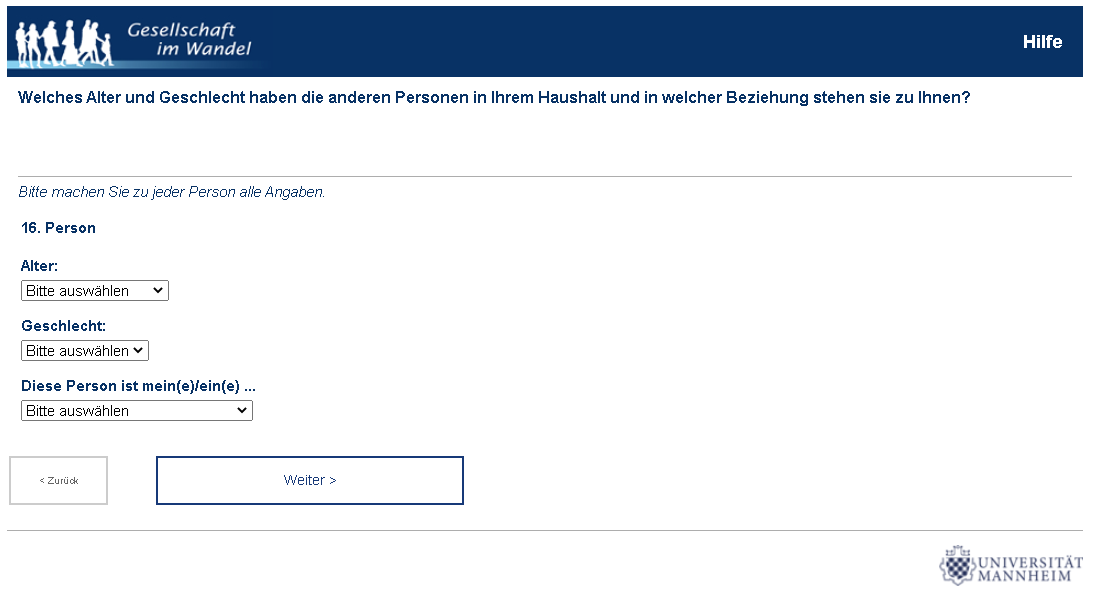 Gesellschaft
im Wandel
Hilfe
Welches Alter und Geschlecht haben die anderen Personen in Ihrem Haushalt und in welcher Beziehung stehen sie zu Ihnen?
Bitte machen Sie zu jeder Person alle Angaben.
16. Person
Alter:
Bitte auswählen
Geschlecht:
Bitte auswählen
Diese Person ist mein(e)/ein(e) ...
Bitte auswählen
< Zurück
Weiter >
UNIVERSITÄT
MANNHEIM